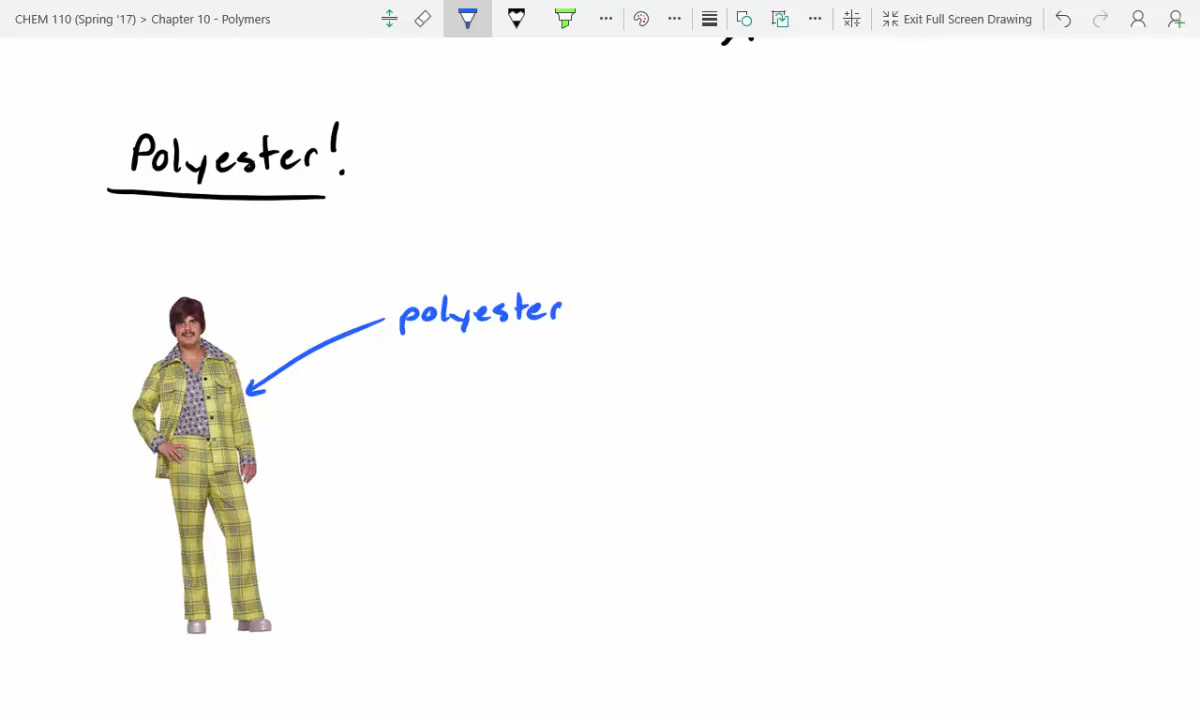 CHEM 110 (Spring '17) > Chapter 10 - Polymers
Exit Full Screen Drawing
Polyester!
polyester